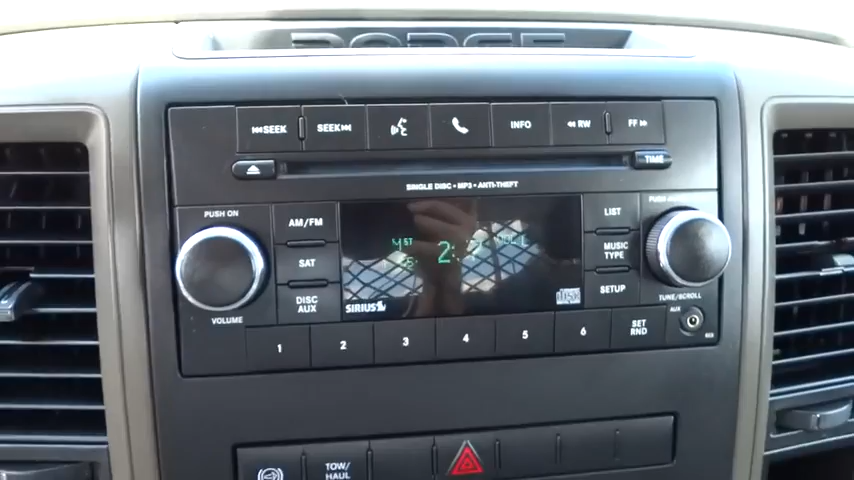 DODGE
SEEK
SEEK
INFO
RW
FF
TIME
SINGLE DISC • MP3 • ANTI-THEFT
PUSH ON
AM/FM
SAT
DISC
AUX
VOLUME
SIRIUS
2:
LIST
MUSIC
TYPE
SETUP
TUNE/SCROLL
AUX
1
2
3
4
5
6
SET
RND
TOW/
HAUL